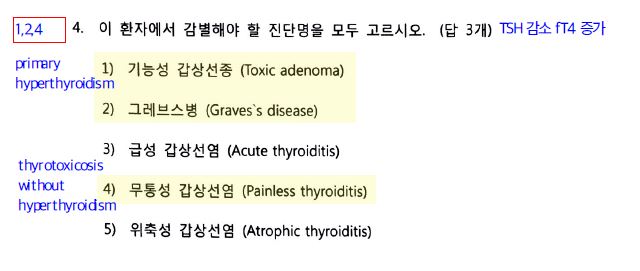 1,2,4 4. 이 환자에서 감별해야 할 진단명을 모두 고르시오. (답 3개) TSH 감소 fT4 증가
primary
hyperthyroidism
1) 기능성 갑상선종 (Toxic adenoma)
2) 그레브스병 (Graves`s disease)
3) 급성 갑상선염 (Acute thyroiditis)
thyrotoxicosis
without
hyperthyroidism
4) 무통성 갑상선염 (Painless thyroiditis)
5) 위축성 갑상선염 (Atrophic thyroiditis)